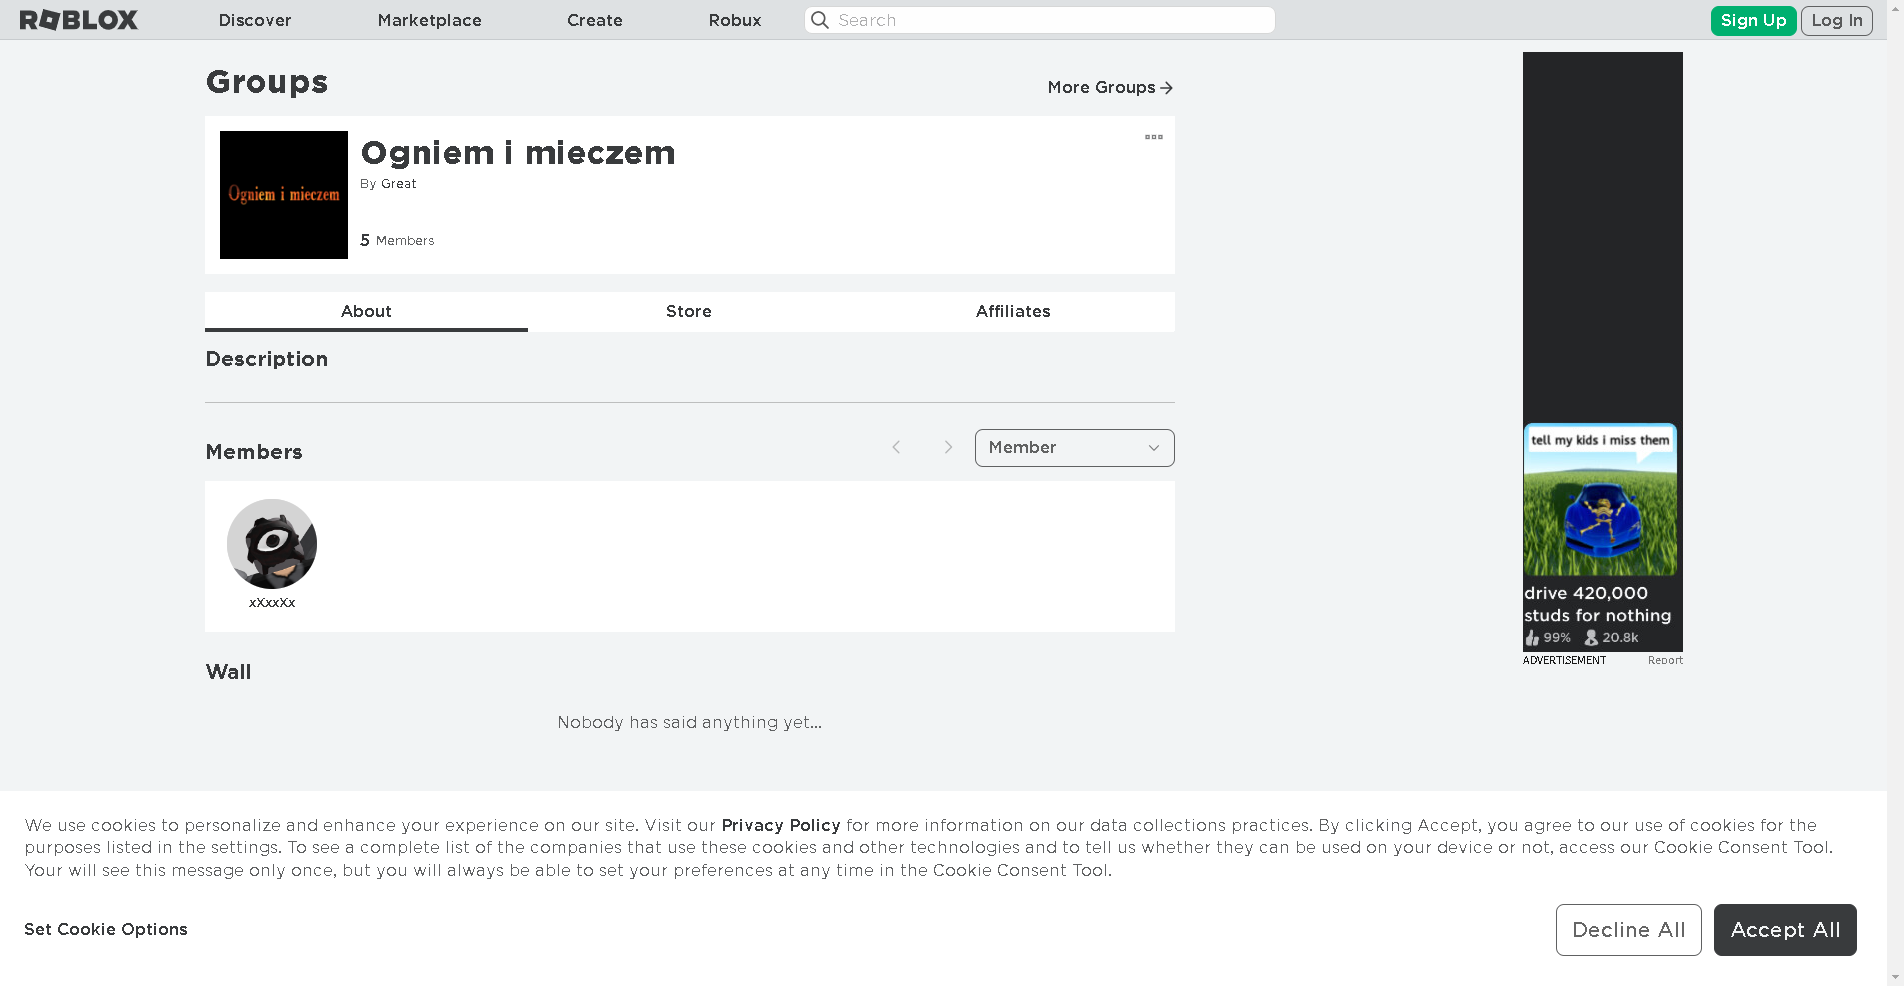 ROBLOX
Discover
Marketplace
Create
Robux
Search
Sign Up
Log In
Groups
More Groups
Ogniem i mieczem
Ogniem i mieczem
By Great
5 Members
About
Store
Affiliates
Description
Members
Member
xXxxXx
Wall
Nobody has said anything yet...
tell my kids i miss them
drive 420,000
studs for nothing
99% 20.8k
ADVERTISEMENT
Report
We use cookies to personalize and enhance your experience on our site. Visit our Privacy Policy for more information on our data collections practices. By clicking Accept, you agree to our use of cookies for the
purposes listed in the settings. To see a complete list of the companies that use these cookies and other technologies and to tell us whether they can be used on your device or not, access our Cookie Consent Tool.
Your will see this message only once, but you will always be able to set your preferences at any time in the Cookie Consent Tool.
Set Cookie Options
Decline All
Accept All